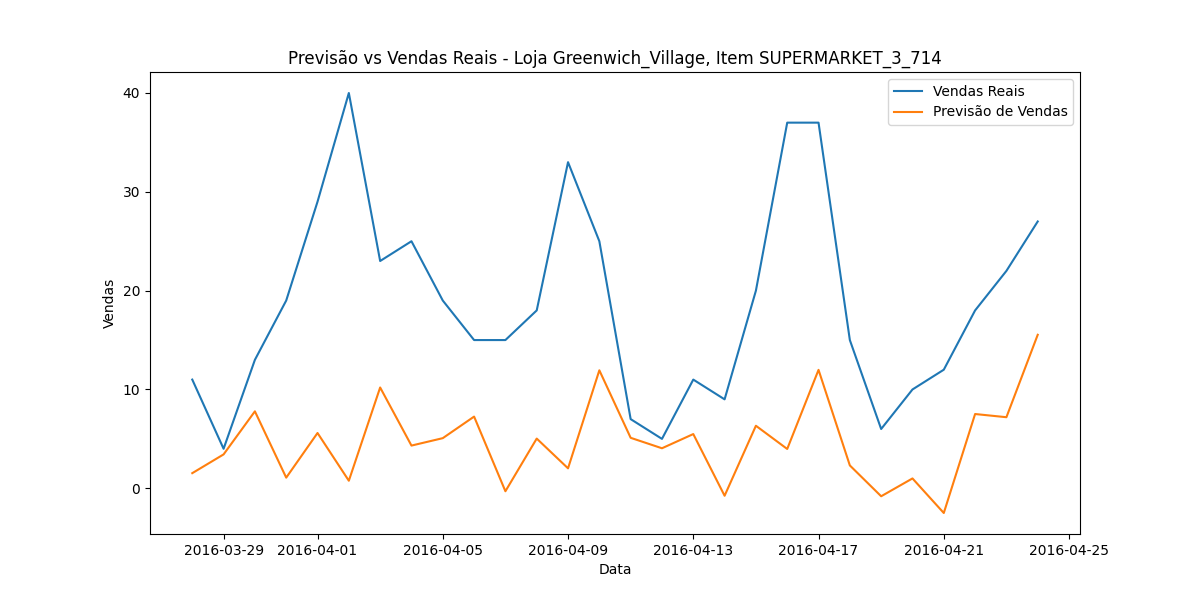 Previsão vs Vendas Reais - Loja Greenwich_Village, Item SUPERMARKET_3_714
Vendas Reais
Previsão de Vendas
40
30
20
10
0
Vendas
2016-03-29 2016-04-01 2016-04-05 2016-04-09 2016-04-13 2016-04-17 2016-04-21 2016-04-25
Data